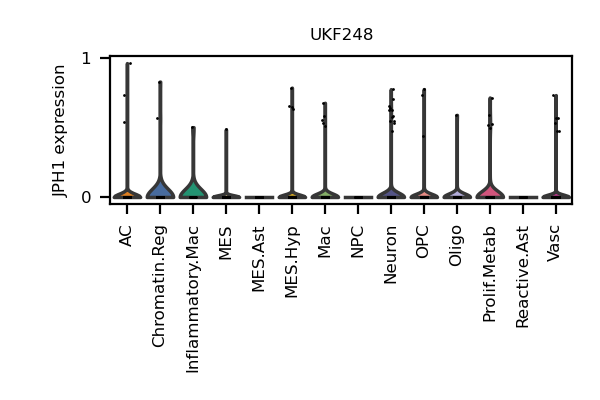 UKF248
JPH1 expression
1
0
AC
Chromatin.Reg
Inflammatory.Mac
MES
MES.Ast
MES.Hyp
Mac
NPC
Neuron
OPC
Oligo
Prolif.Metab
Reactive.Ast
Vasc